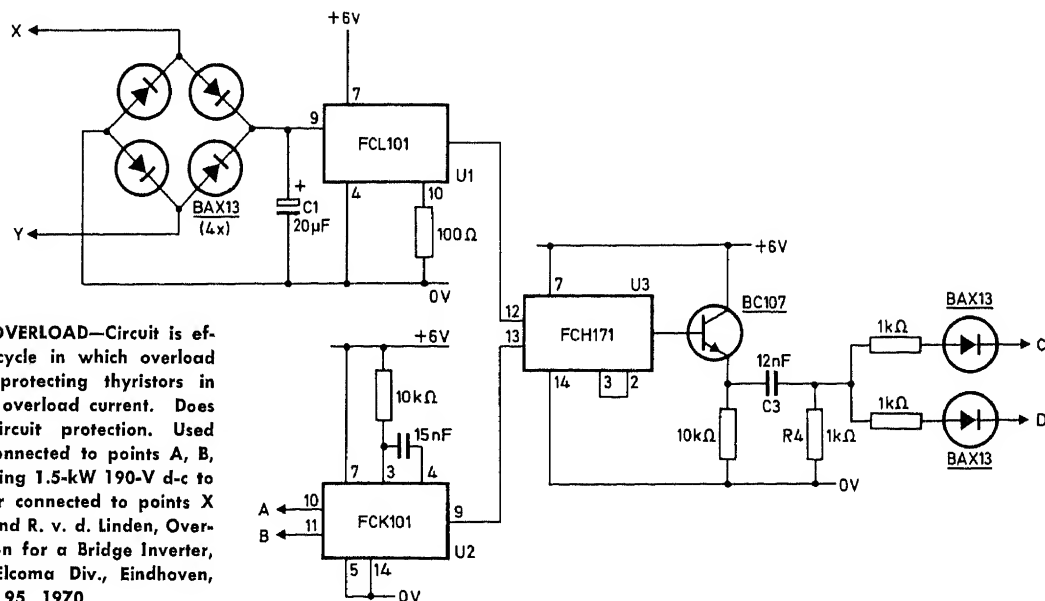 X
+6V
7
9
FCL101
U1
4
10
+
C1
20µF
BAX13
(4x)
Y
100Ω
0V
OVERLOAD—Circuit is ef-
cycle in which overload
protecting thyristors in
overload current. Does
ircuit protection. Used
onnected to points A, B,
ing 1.5-kW 190-V d-c to
r connected to points X
nd R. v. d. Linden, Over-
n for a Bridge Inverter,
Elcoma Div., Eindhoven,
95, 1970.
+6V
10kΩ
15nF
7
3
4
A
10
B
11
FCK101
9
U2
5
14
0V
+6V
7
U3
12
13
FCH171
14
3
2
BC107
12nF
C3
10kΩ
R4
1kΩ
0V
1kΩ
BAX13
C
1kΩ
BAX13
D